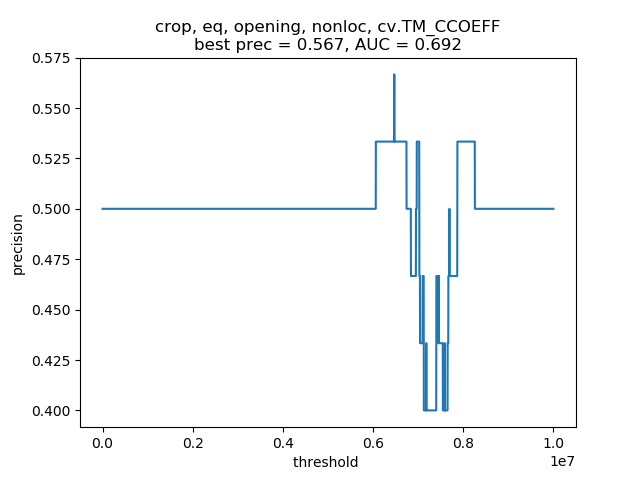 crop, eq, opening, nonloc, cv.TM_CCOEFF
best prec = 0.567, AUC = 0.692
0.575
0.550
0.525
0.500
0.475
0.450
0.425
0.400
precision
0.0 0.2 0.4 0.6 0.8 1.0
1e7
threshold